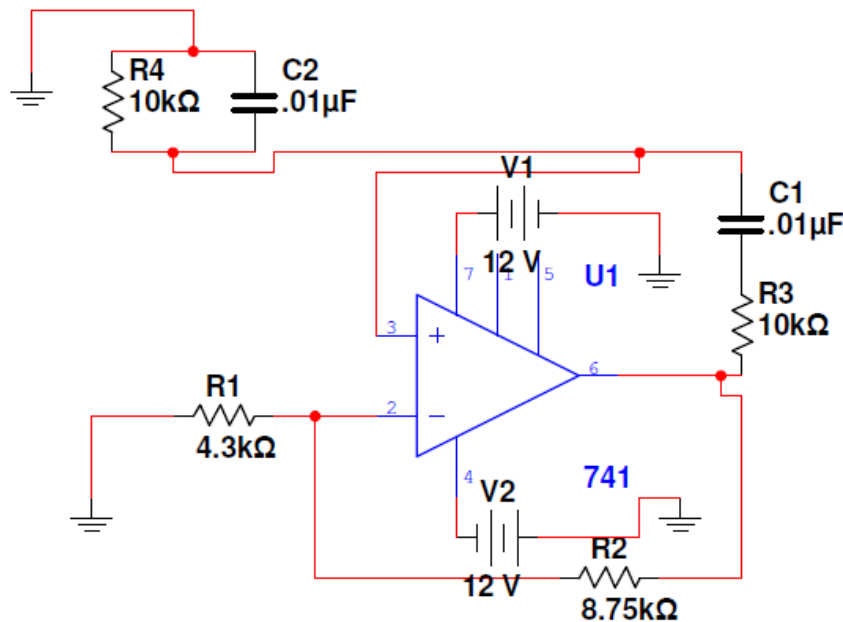 R4
10kΩ
C2
.01µF
V1
12 V
C1
.01µF
7
1
5
U1
R3
10kΩ
3
+
6
R1
4.3kΩ
2
−
4
741
V2
12 V
R2
8.75kΩ